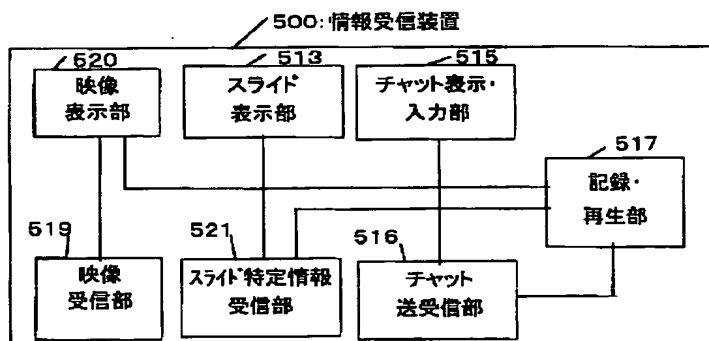 500:情報受信装置
520
映像
表示部
513
スライド
表示部
515
チャット表示・
入力部
517
記録・
再生部
519
映像
受信部
521
スライド特定情報
受信部
516
チャット
送受信部